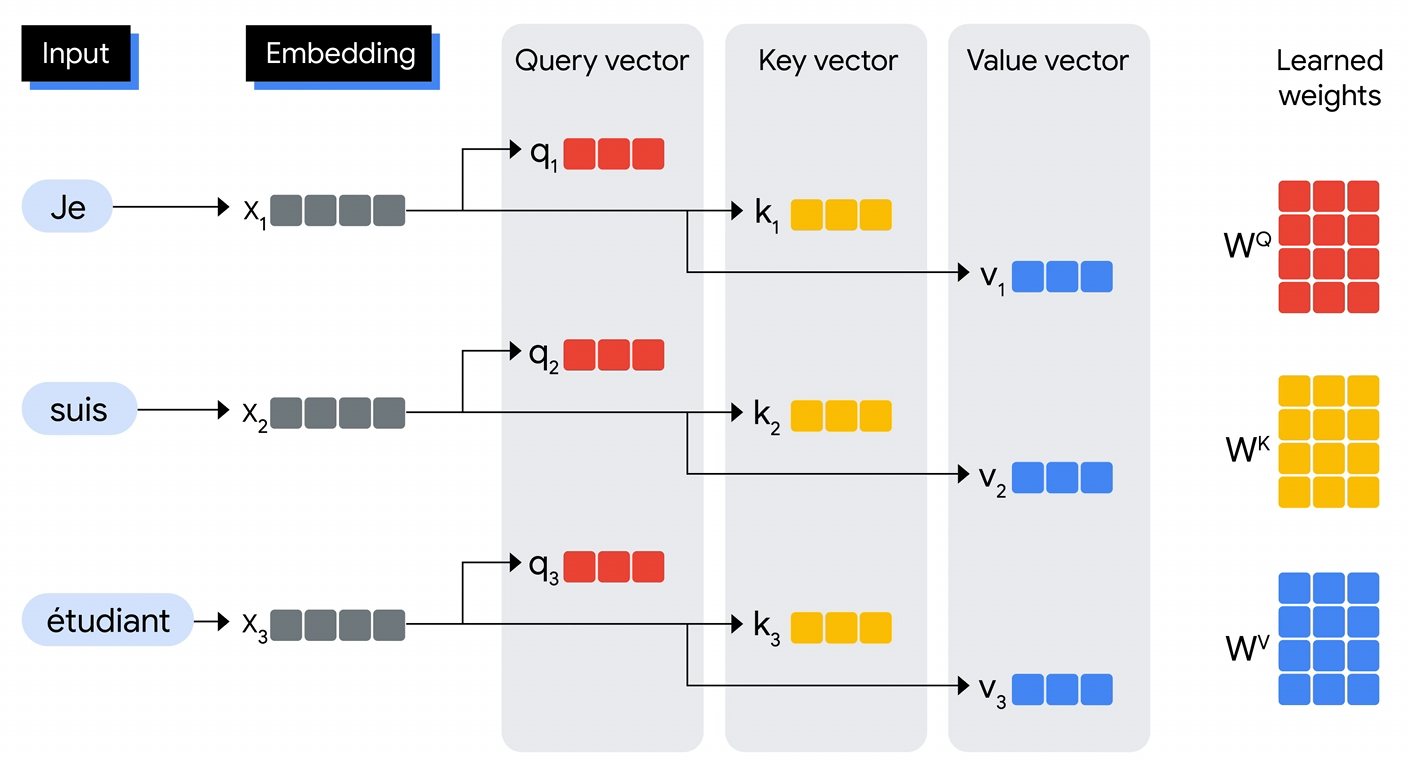 Input
Embedding
Query vector
Key vector
Value vector
Learned
weights
Je
x₁
q₁
k₁
v₁
W^Q
suis
x₂
q₂
k₂
v₂
W^K
étudiant
x₃
q₃
k₃
v₃
W^V